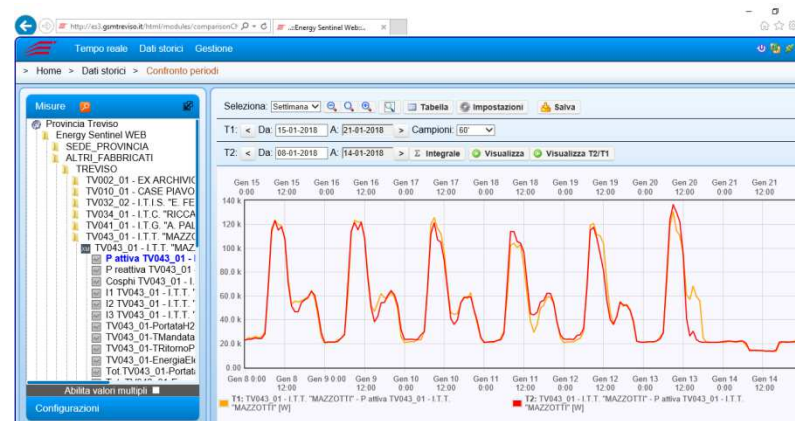 http://es3.gsmtreviso.it/html/modules/comparisonCh
..::Energy Sentinel Web::..
Tempo reale Dati storici Gestione
> Home > Dati storici > Confronto periodi
Misure
Seleziona: Settimana Tabella Impostazioni Salva
T1: < Da: 15-01-2018 A: 21-01-2018 > Campioni: 60'
T2: < Da: 08-01-2018 A: 14-01-2018 > Σ Integrale Visualizza Visualizza T2/T1
Provincia Treviso
Energy Sentinel WEB
SEDE_PROVINCIA
ALTRI_FABBRICATI
TREVISO
TV002_01 - EX ARCHIVIO
TV010_01 - CASE PIAVO
TV032_02 - I.T.I.S. "E. FE
TV034_01 - I.T.C. "RICCA
TV041_01 - I.T.G. "A. PAL
TV043_01 - I.T.T. "MAZZO
TV043_01 - I.T.T. "MAZ
P attiva TV043_01 - I
P reattiva TV043_01
Cosphi TV043_01 - I.
I1 TV043_01 - I.T.T. "
I2 TV043_01 - I.T.T. "
I3 TV043_01 - I.T.T. "
TV043_01-PortataH2
TV043_01-TMandata
TV043_01-TRitornoP
TV043_01-EnergiaEle
Tot.TV043_01-Portat
Abilita valori multipli
Configurazioni
Gen 15 Gen 15 Gen 16 Gen 16 Gen 17 Gen 17 Gen 18 Gen 18 Gen 19 Gen 19 Gen 20 Gen 20 Gen 21 Gen 21
0:00 12:00 0:00 12:00 0:00 12:00 0:00 12:00 0:00 12:00 0:00 12:00 0:00 12:00
140 k
120 k
100 k
80.0 k
60.0 k
40.0 k
20.0 k
0.00
Gen 8 0:00 Gen 8 Gen 9 0:00 Gen 9 Gen 10 Gen 10 Gen 11 Gen 11 Gen 12 Gen 12 Gen 13 Gen 13 Gen 14 Gen 14
12:00 12:00 0:00 12:00 0:00 12:00 0:00 12:00 0:00 12:00 0:00 12:00
T1: TV043_01 - I.T.T. "MAZZOTTI" - P attiva TV043_01 - I.T.T.
"MAZZOTTI" [W]
T2: TV043_01 - I.T.T. "MAZZOTTI" - P attiva TV043_01 - I.T.T.
"MAZZOTTI" [W]